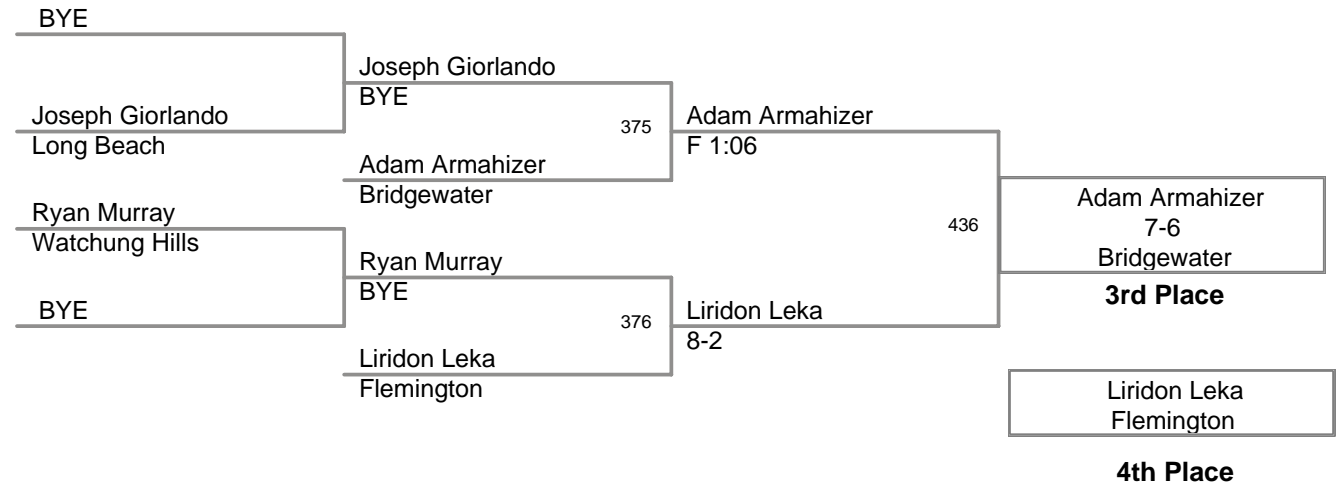 BYE
Joseph Giorlando
BYE
Joseph Giorlando
Long Beach
375
Adam Armahizer
F 1:06
Adam Armahizer
Bridgewater
Ryan Murray
Watchung Hills
436
Adam Armahizer
7-6
Bridgewater
3rd Place
Ryan Murray
BYE
BYE
376
Liridon Leka
8-2
Liridon Leka
Flemington
Liridon Leka
Flemington
4th Place